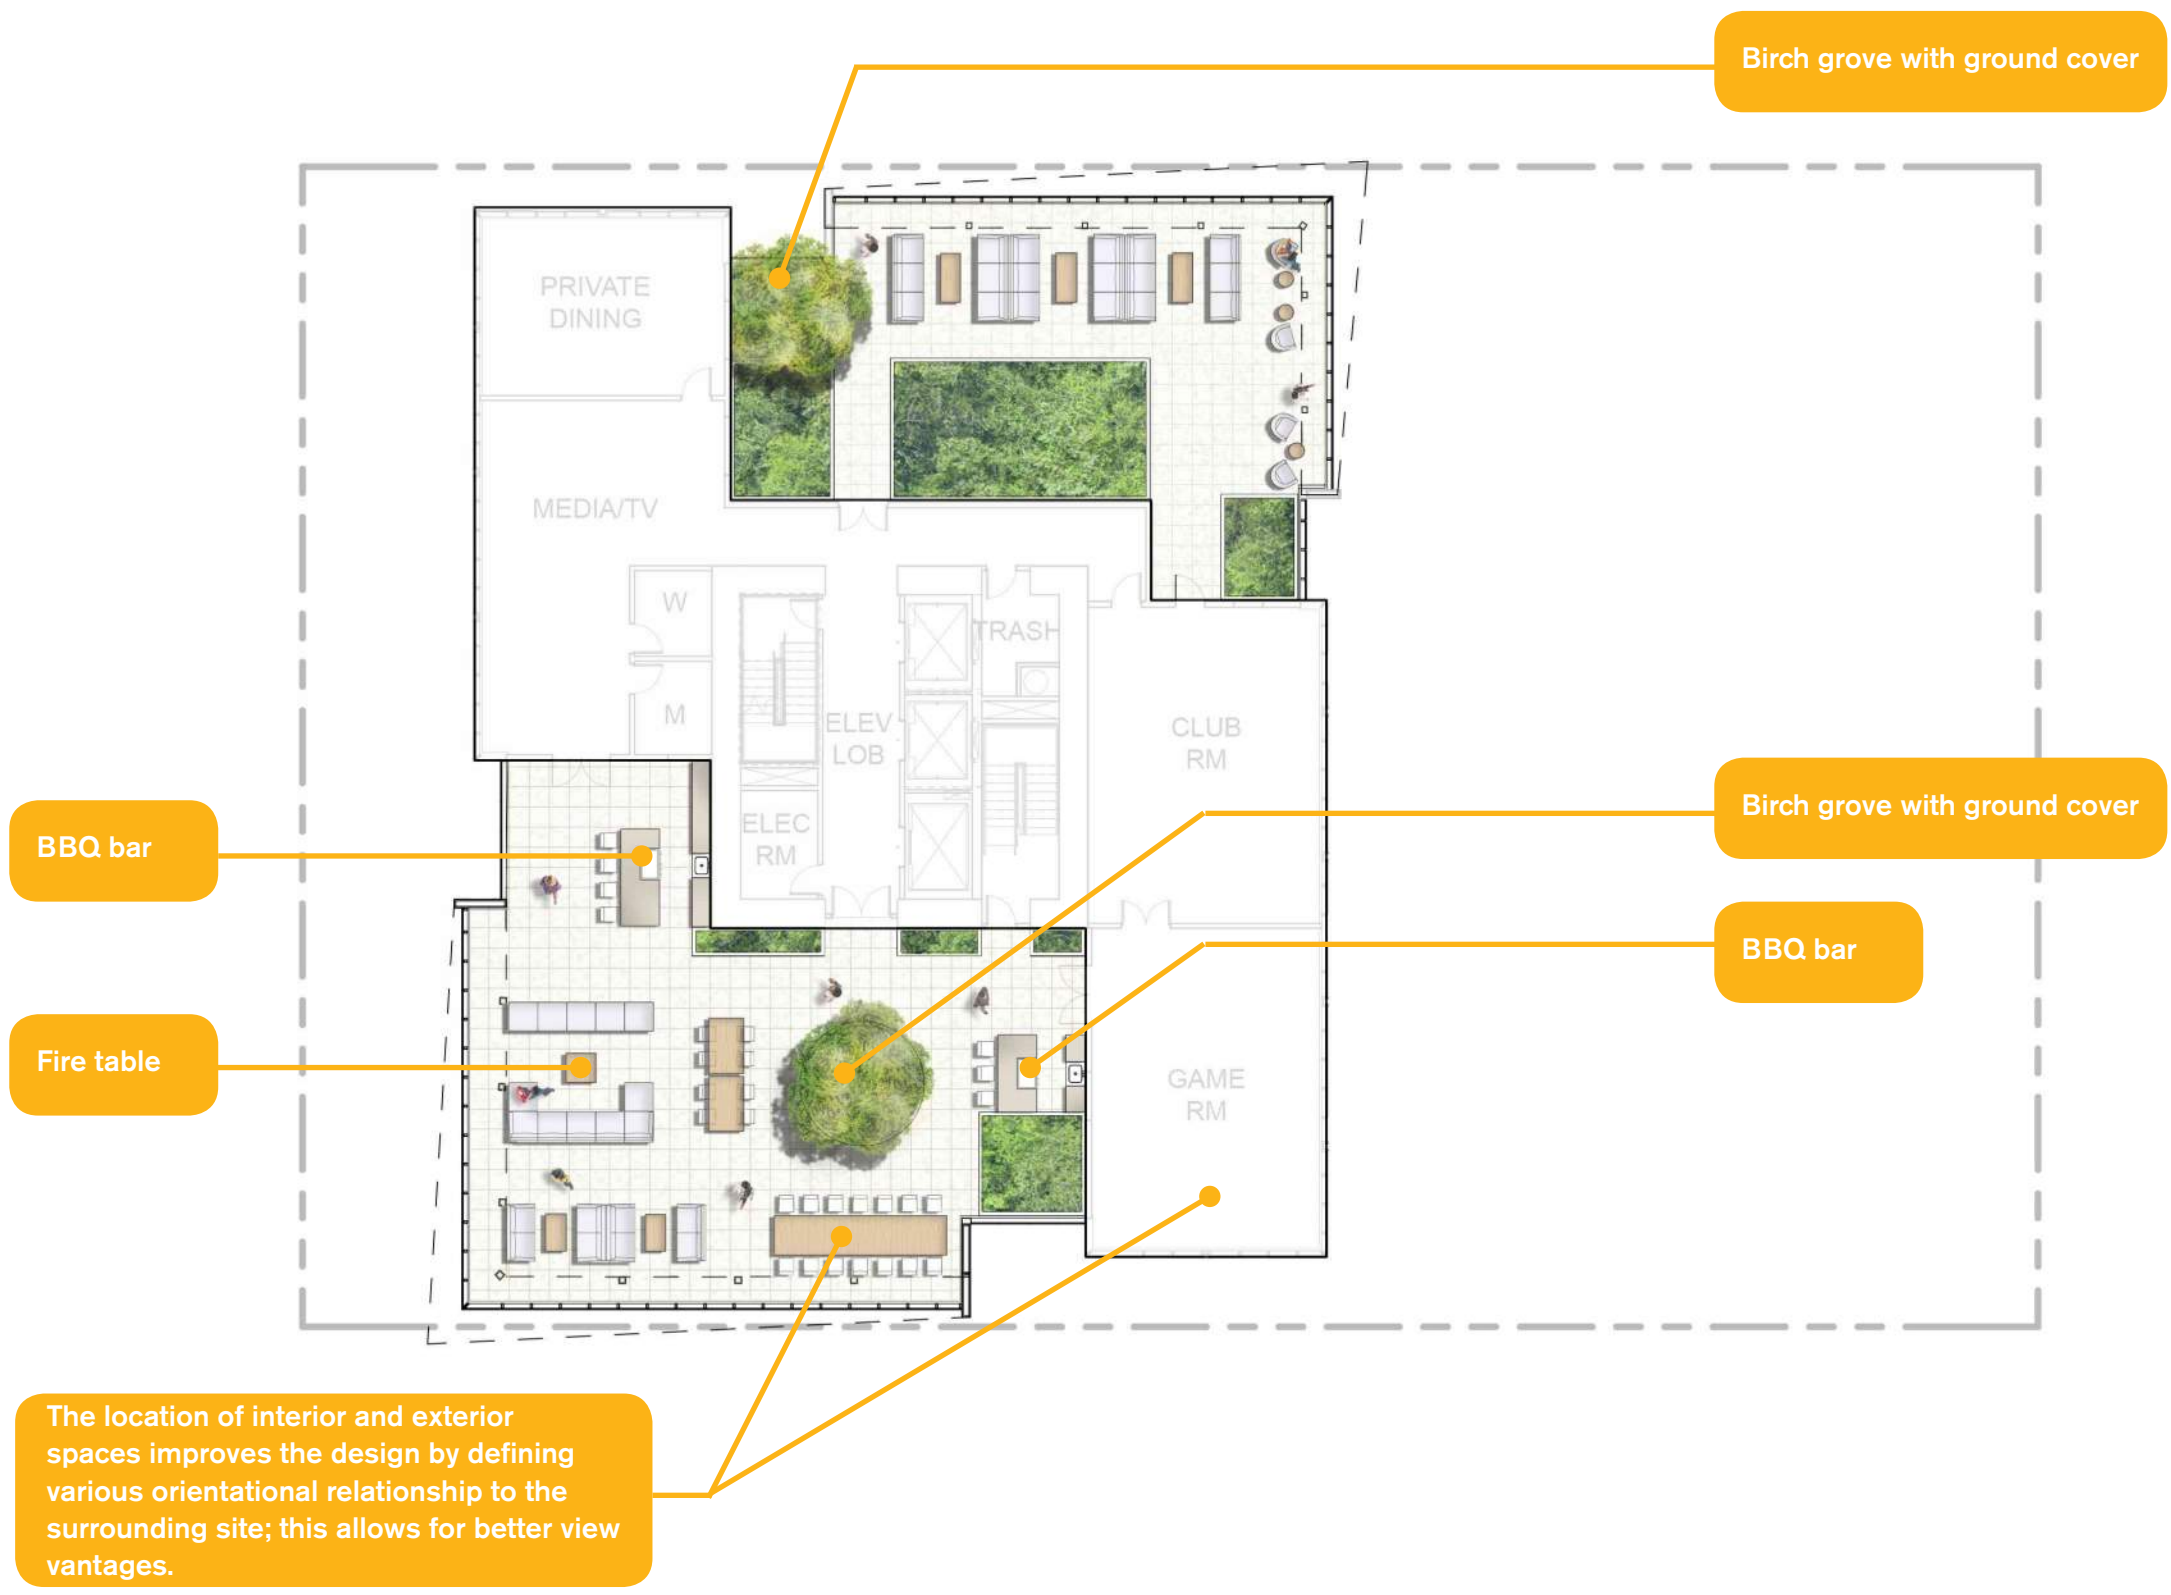 Birch grove with ground cover
PRIVATE
DINING
MEDIA/TV
W
TRASH
M
ELEV
LOB
CLUB
RM
Birch grove with ground cover
BBQ bar
ELEC
RM
BBQ bar
Fire table
GAME
RM
The location of interior and exterior
spaces improves the design by defining
various orientational relationship to the
surrounding site; this allows for better view
vantages.